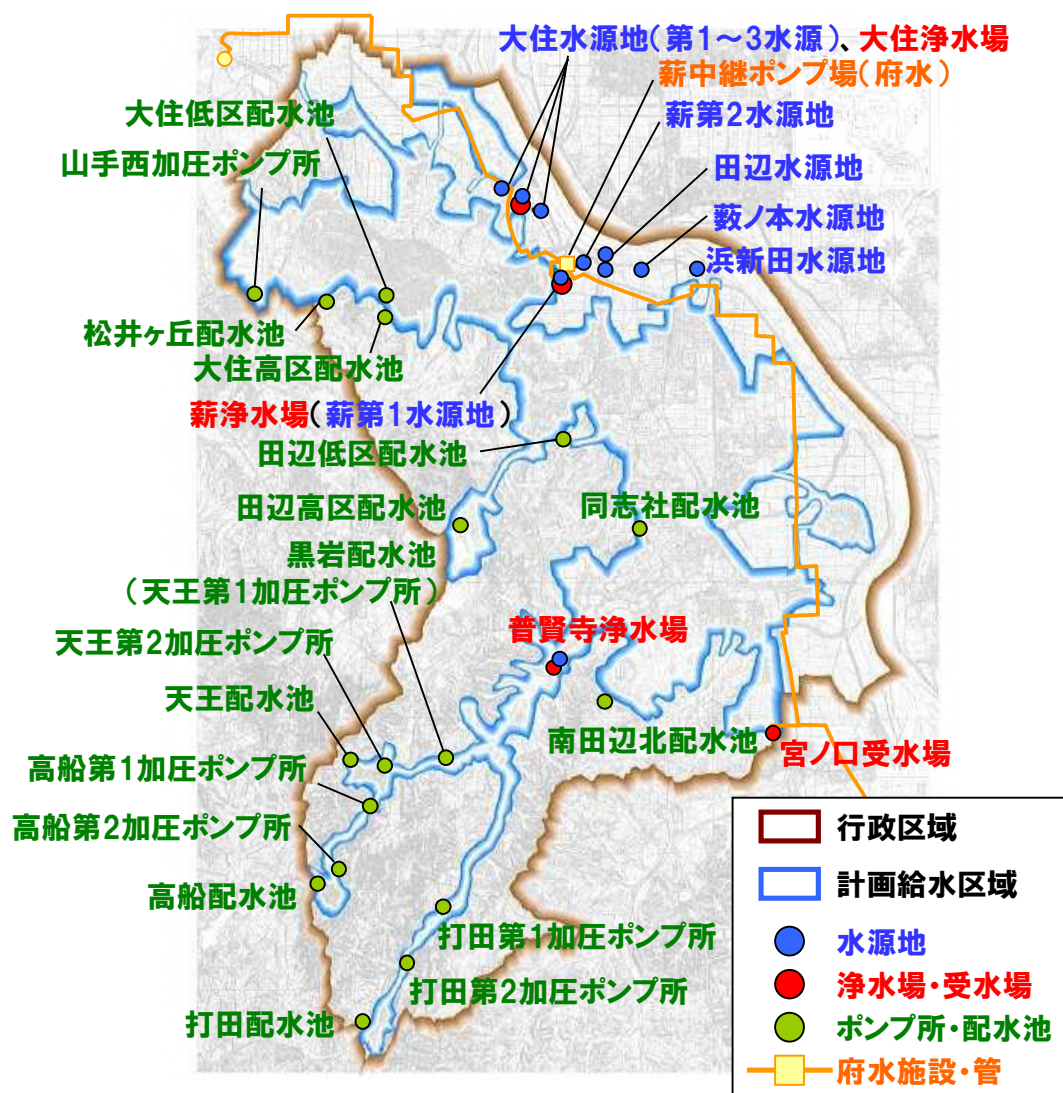 大住水源地(第1～3水源)、大住浄水場
薪中継ポンプ場(府水)
大住低区配水池
薪第2水源地
山手西加圧ポンプ所
田辺水源地
薮ノ本水源地
浜新田水源地
松井ヶ丘配水池
大住高区配水池
薪浄水場(薪第1水源地)
田辺低区配水池
田辺高区配水池
同志社配水池
黒岩配水池
(天王第1加圧ポンプ所)
普賢寺浄水場
天王第2加圧ポンプ所
天王配水池
南田辺北配水池
宮ノ口受水場
高船第1加圧ポンプ所
高船第2加圧ポンプ所
高船配水池
打田第1加圧ポンプ所
打田第2加圧ポンプ所
打田配水池
行政区域
計画給水区域
水源地
浄水場・受水場
ポンプ所・配水池
府水施設・管